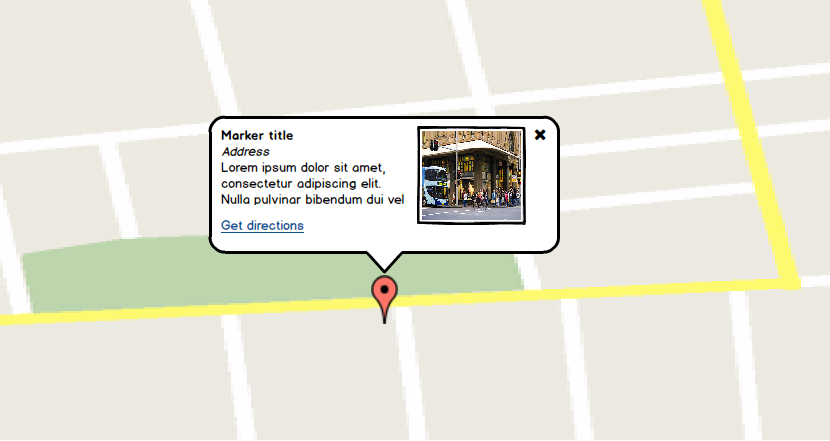 Marker title
Address
Lorem ipsum dolor sit amet,
consectetur adipiscing elit.
Nulla pulvinar bibendum dui vel
Get directions